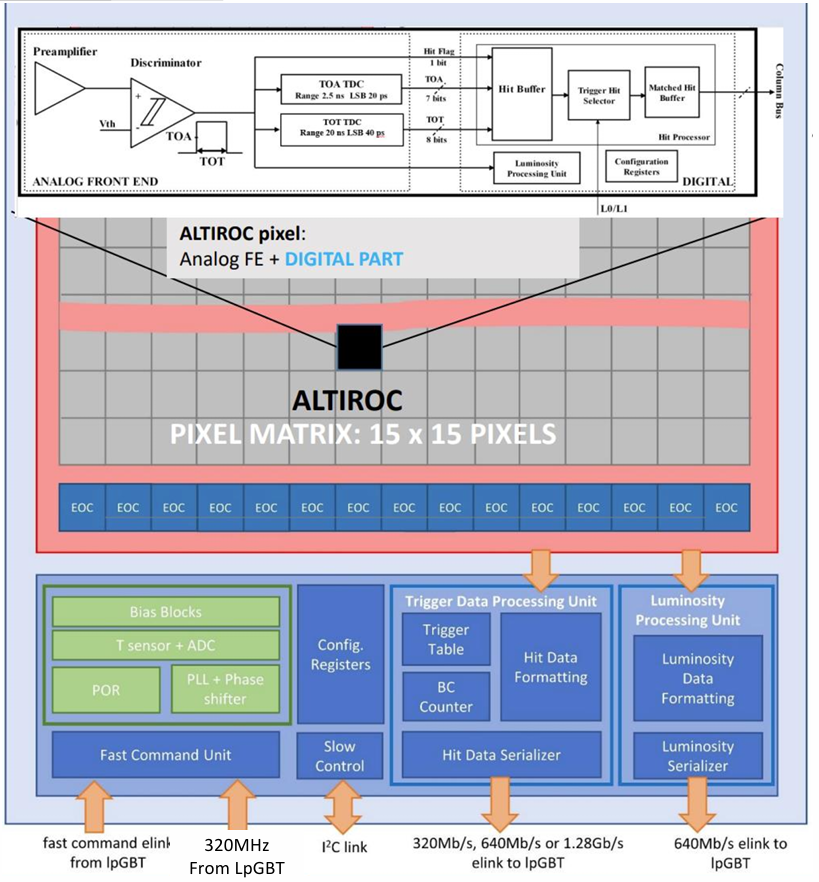 Preamplifier
Discriminator
+
-
Vth
TOA
TOT
TOA TDC
Range 2.5 ns LSB 20 ps
TOT TDC
Range 20 ns LSB 40 ps
Hit Flag
1 bit
TOA
7 bits
TOT
8 bits
Hit Buffer
Trigger Hit
Selector
Matched Hit
Buffer
Hit Processor
Column Bus
Luminosity
Processing Unit
Configuration
Registers
ANALOG FRONT END
DIGITAL
L0/L1
ALTIROC pixel:
Analog FE + DIGITAL PART
ALTIROC
PIXEL MATRIX: 15 x 15 PIXELS
EOC EOC EOC EOC EOC EOC EOC EOC EOC EOC EOC EOC EOC EOC EOC
Bias Blocks
T sensor + ADC
POR
PLL + Phase
shifter
Fast Command Unit
Config.
Registers
Slow
Control
Trigger Data Processing Unit
Trigger
Table
BC
Counter
Hit Data
Formatting
Hit Data Serializer
Luminosity
Processing Unit
Luminosity
Data
Formatting
Luminosity
Serializer
fast command elink
from lpGBT
320MHz
From LpGBT
I²C link
320Mb/s, 640Mb/s or 1.28Gb/s
elink to lpGBT
640Mb/s elink to
lpGBT